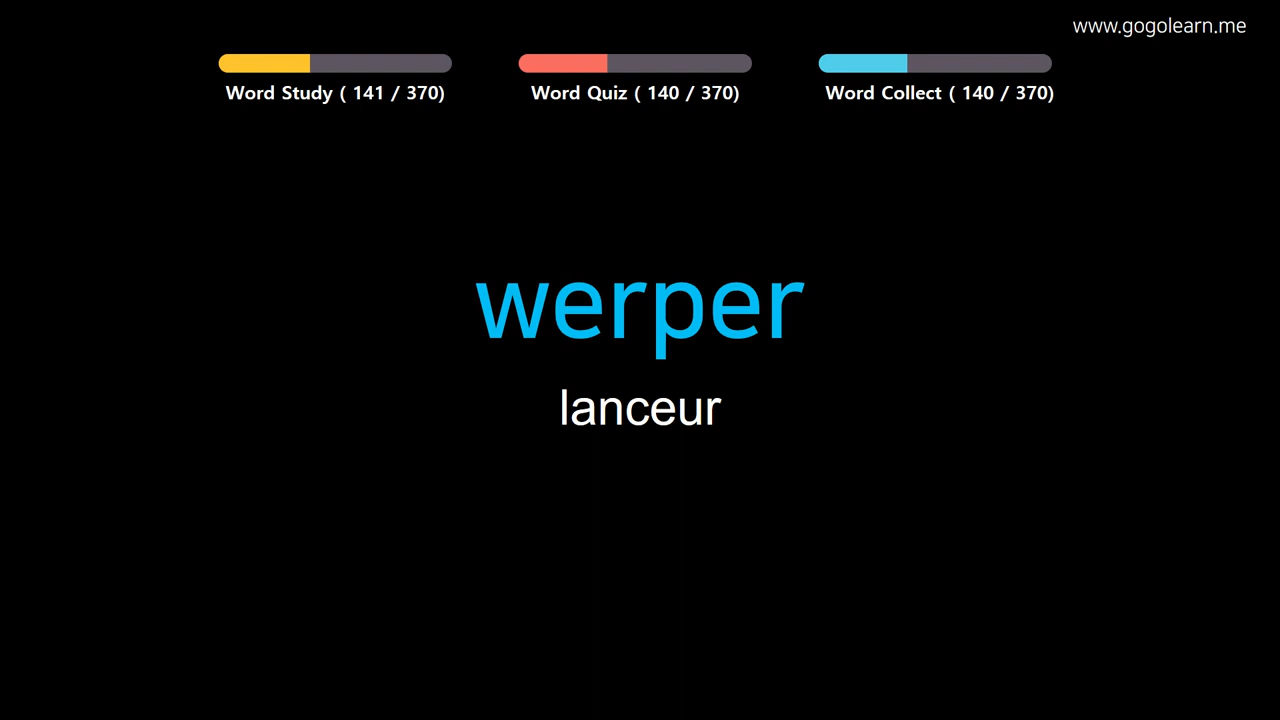 www.gogolearn.me
Word Study ( 141 / 370)
Word Quiz ( 140 / 370)
Word Collect ( 140 / 370)
werper
lanceur